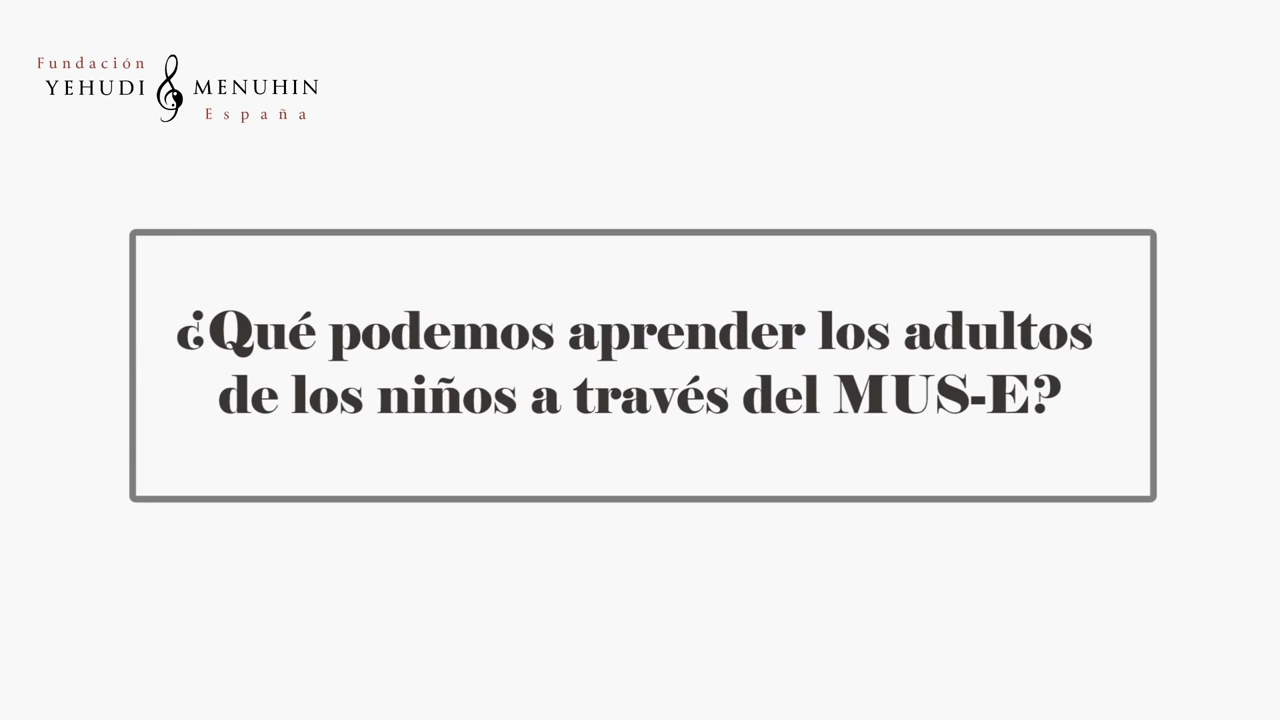 Fundación
YEHUDI MENUHIN
España
¿Qué podemos aprender los adultos
de los niños a través del MUS-E?